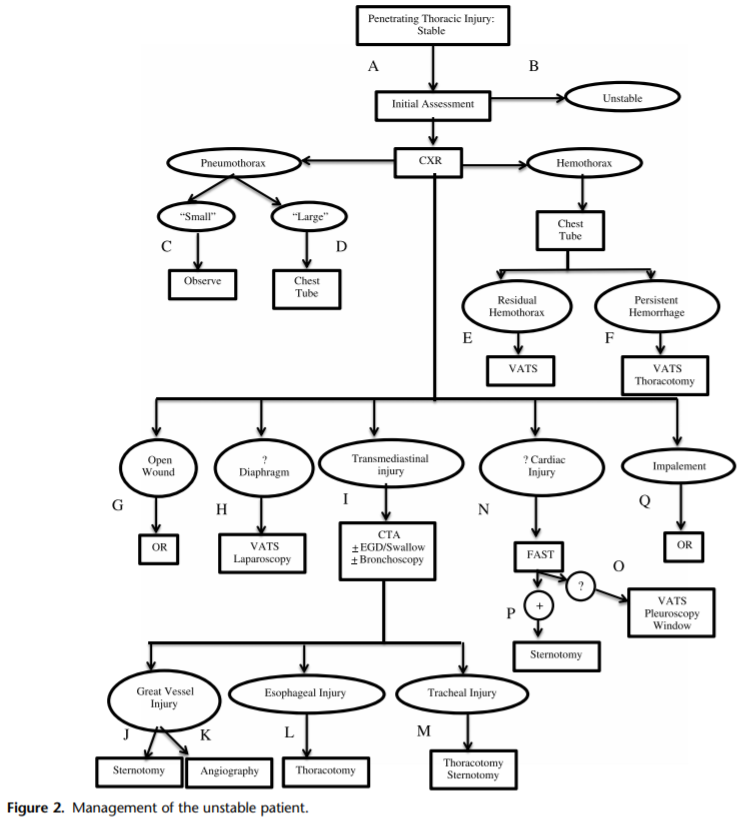 Penetrating Thoracic Injury:
Stable
A
B
Initial Assessment
Unstable
Pneumothorax
CXR
Hemothorax
"Small"
"Large"
C
D
Chest
Tube
Observe
Chest
Tube
Residual
Hemothorax
Persistent
Hemorrhage
E
F
VATS
VATS
Thoracotomy
Open
Wound
?
Diaphragm
Transmediastinal
injury
? Cardiac
Injury
Impalement
G
H
I
N
Q
OR
VATS
Laparoscopy
CTA
±EGD/Swallow
±Bronchoscopy
FAST
OR
O
?
P
+
VATS
Pleuroscopy
Window
Sternotomy
Great Vessel
Injury
Esophageal Injury
Tracheal Injury
J
K
L
M
Sternotomy
Angiography
Thoracotomy
Thoracotomy
Sternotomy
Figure 2. Management of the unstable patient.